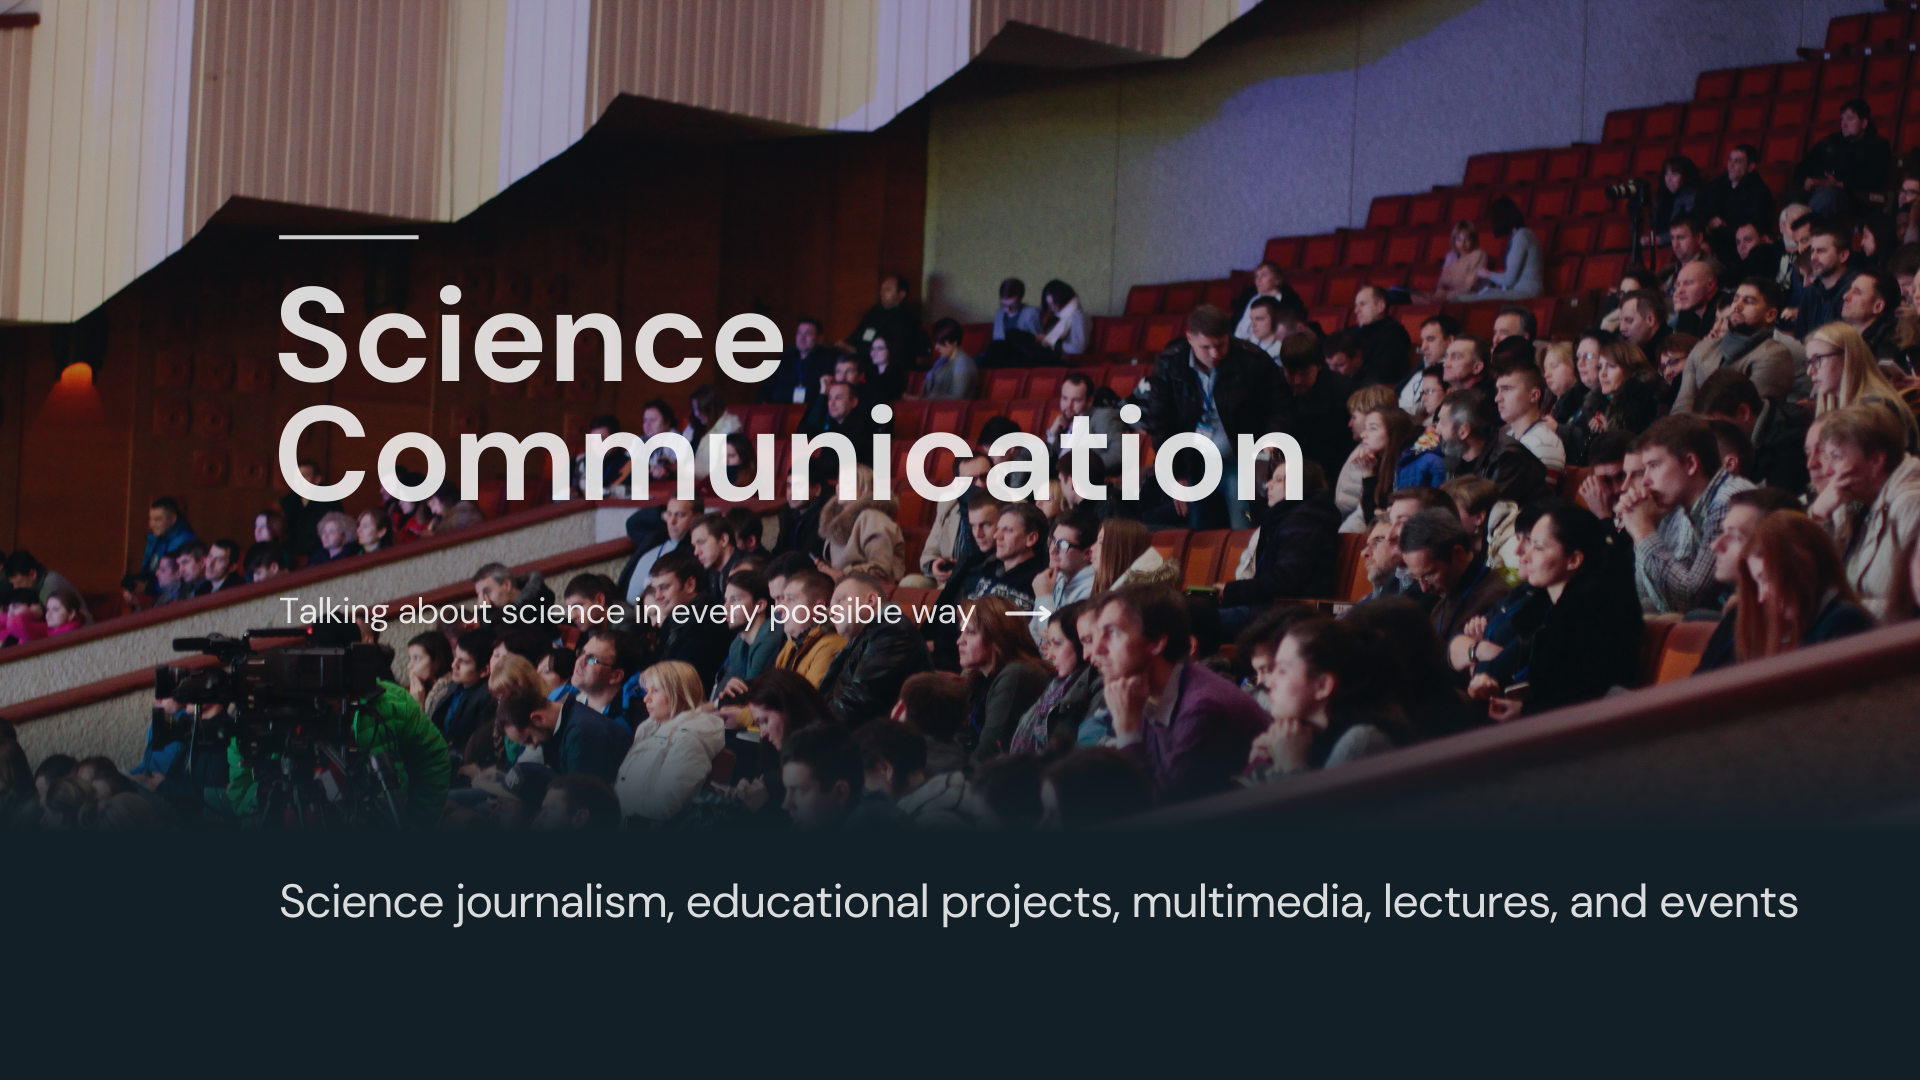 Science
Communication
Talking about science in every possible way →
Science journalism, educational projects, multimedia, lectures, and events